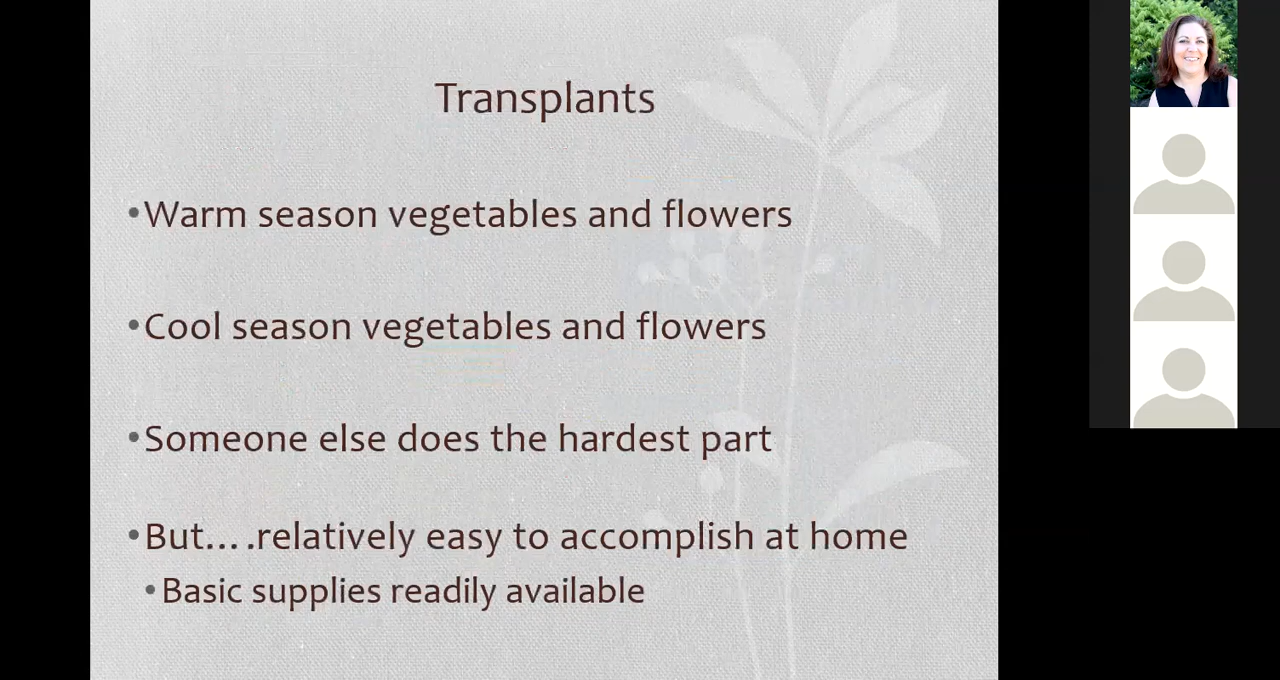 Transplants
•Warm season vegetables and flowers
•Cool season vegetables and flowers
•Someone else does the hardest part
•But….relatively easy to accomplish at home
•Basic supplies readily available